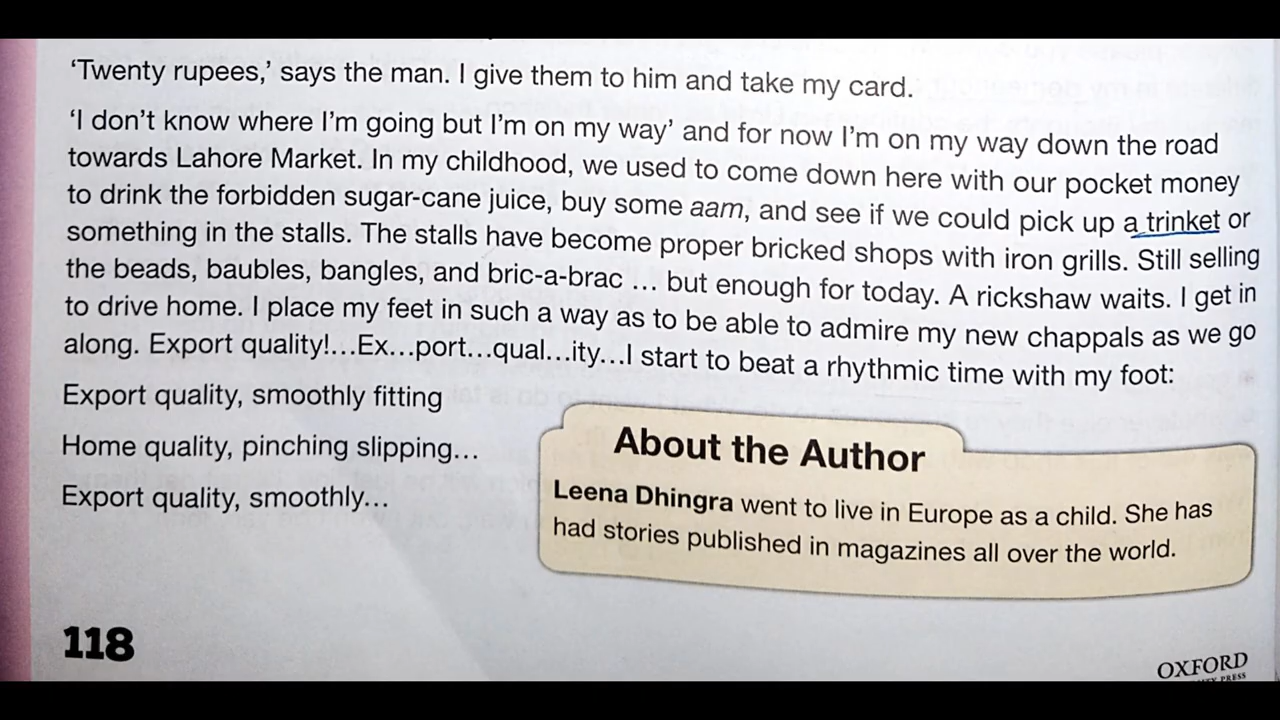 ‘Twenty rupees,’ says the man. I give them to him and take my card.
‘I don’t know where I’m going but I’m on my way’ and for now I’m on my way down the road
towards Lahore Market. In my childhood, we used to come down here with our pocket money
to drink the forbidden sugar-cane juice, buy some aam, and see if we could pick up a trinket or
something in the stalls. The stalls have become proper bricked shops with iron grills. Still selling
the beads, baubles, bangles, and bric-a-brac ... but enough for today. A rickshaw waits. I get in
to drive home. I place my feet in such a way as to be able to admire my new chappals as we go
along. Export quality!...Ex...port...qual...ity...I start to beat a rhythmic time with my foot:
Export quality, smoothly fitting
Home quality, pinching slipping...
Export quality, smoothly...
About the Author
Leena Dhingra went to live in Europe as a child. She has
had stories published in magazines all over the world.
118
OXFORD
PRESS